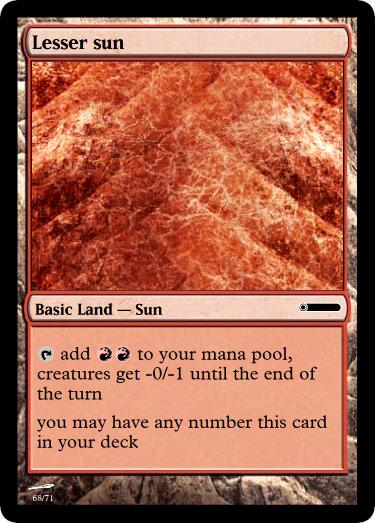 Lesser sun
Basic Land — Sun
add to your mana pool,
creatures get -0/-1 until the end of
the turn
you may have any number this card
in your deck
68/71